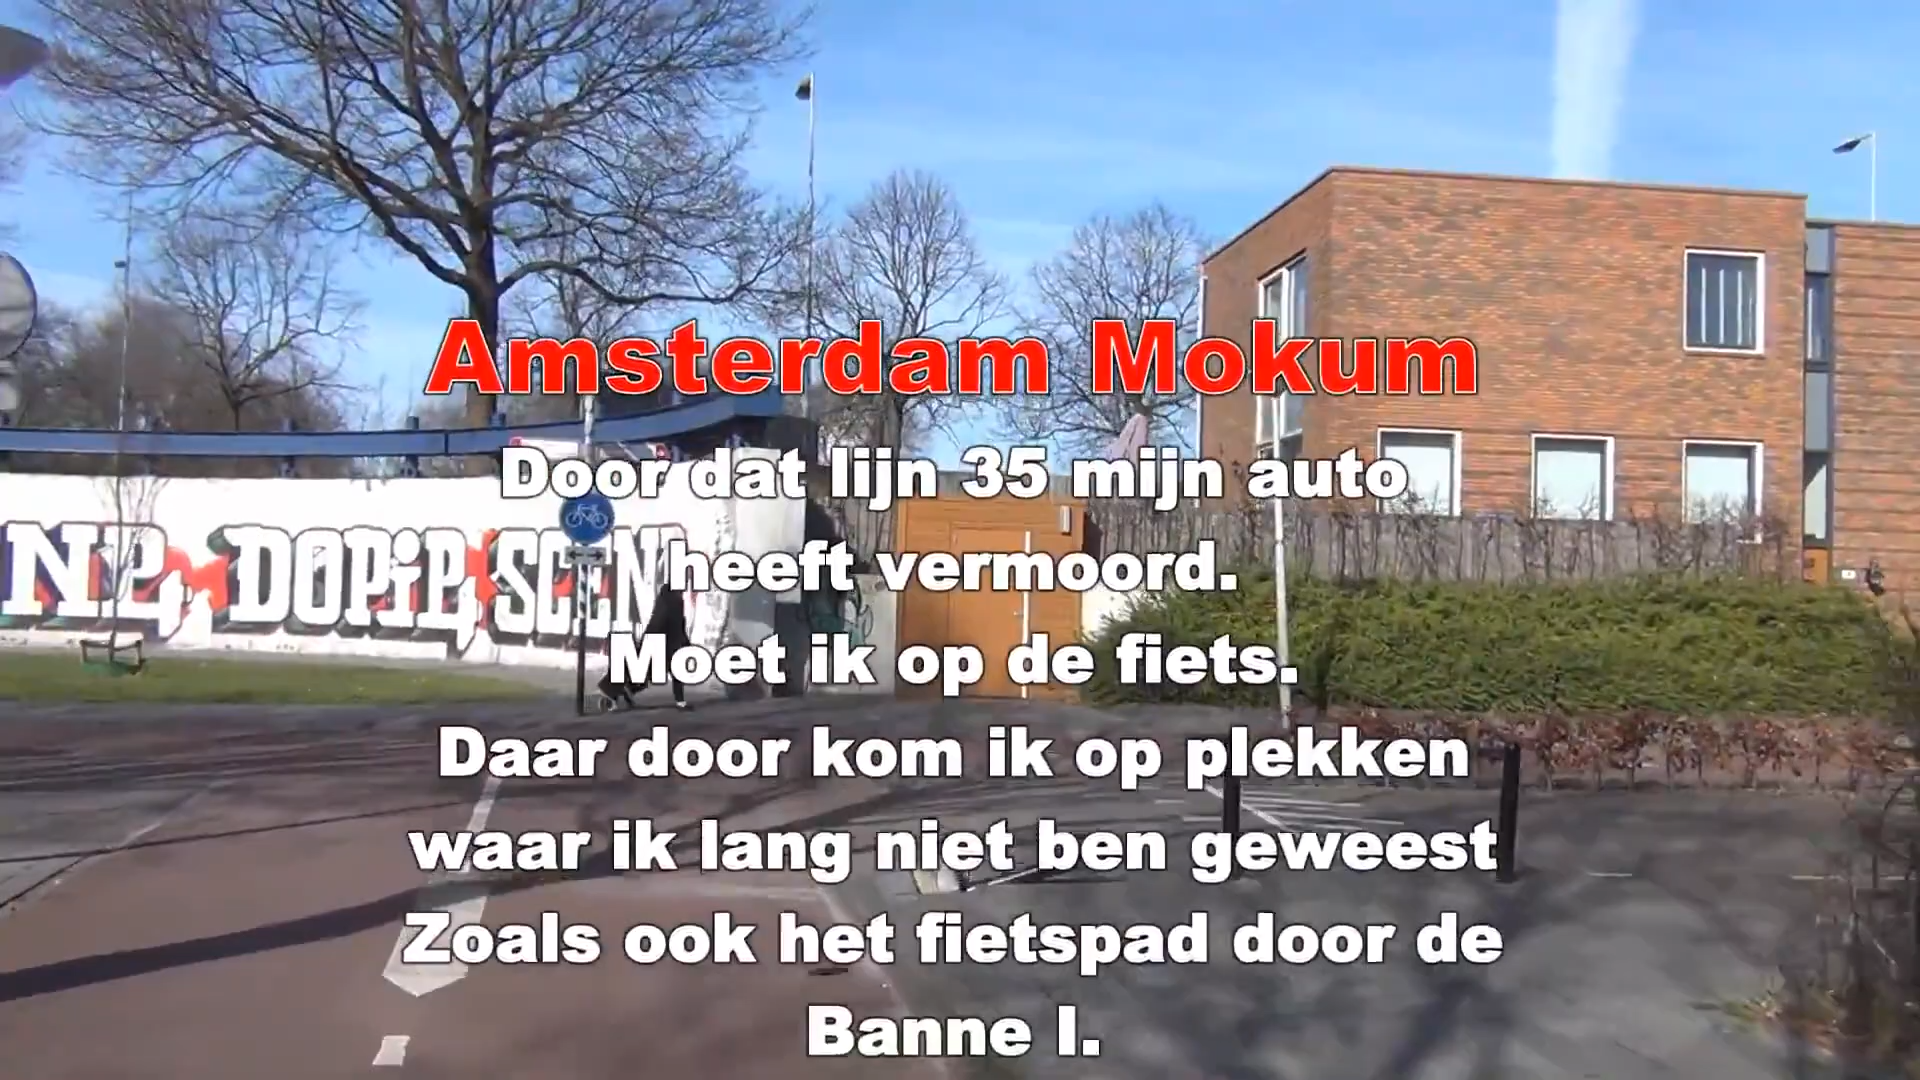 Amsterdam Mokum
Door dat lijn 35 mijn auto
heeft vermoord.
Moet ik op de fiets.
Daar door kom ik op plekken
waar ik lang niet ben geweest
Zoals ook het fietspad door de
Banne I.